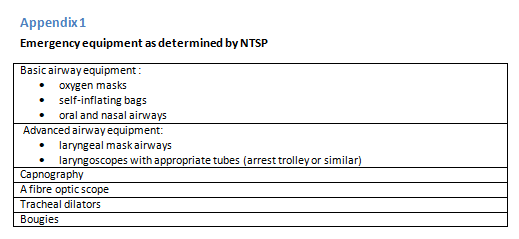 Appendix 1
Emergency equipment as determined by NTSP
Basic airway equipment :
• oxygen masks
• self-inflating bags
• oral and nasal airways
Advanced airway equipment:
• laryngeal mask airways
• laryngoscopes with appropriate tubes (arrest trolley or similar)
Capnography
A fibre optic scope
Tracheal dilators
Bougies